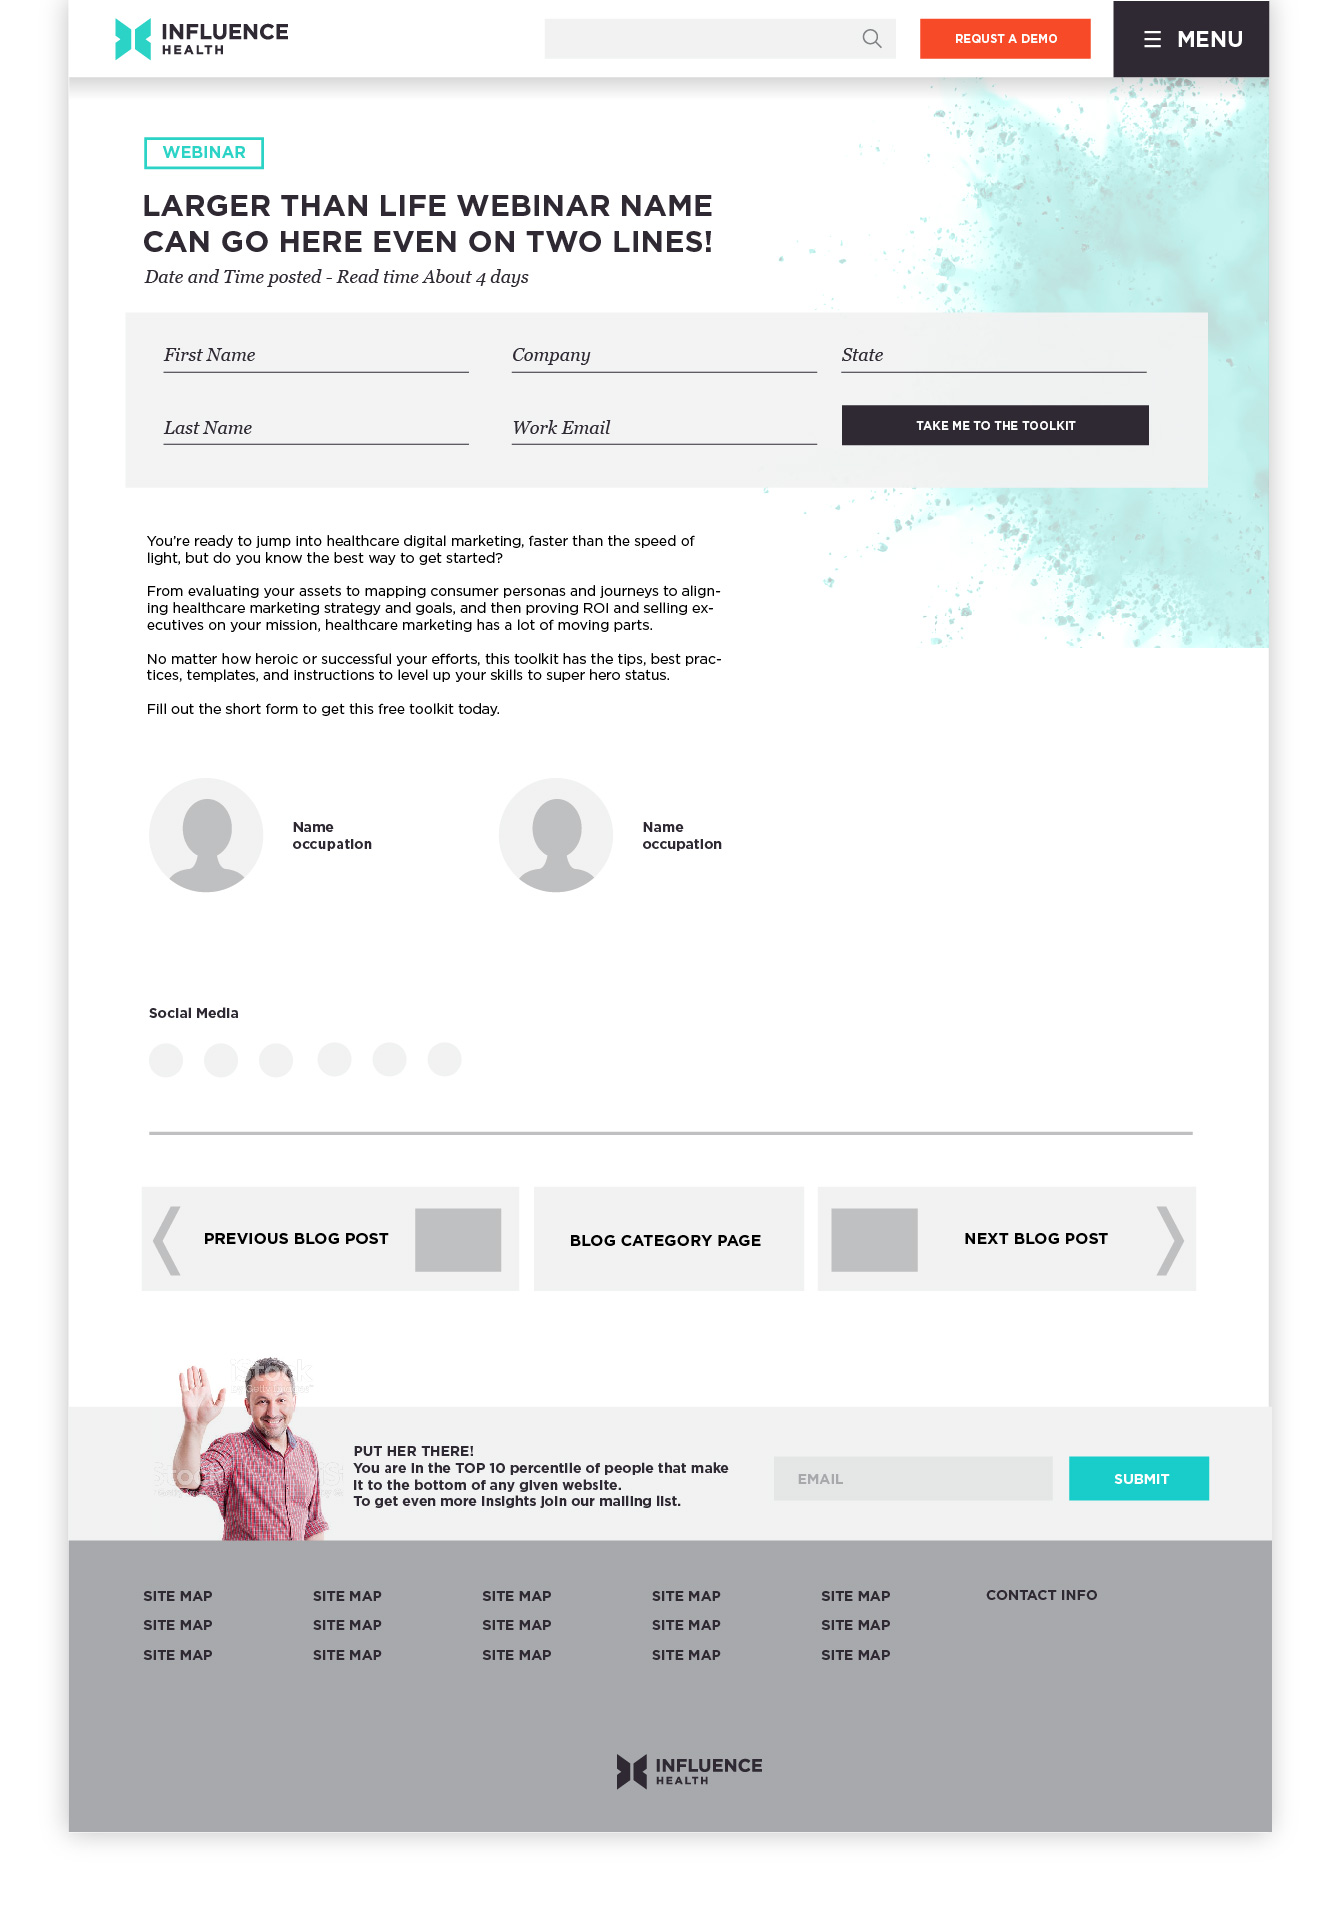 INFLUENCE
HEALTH
REQUST A DEMO
MENU
WEBINAR
LARGER THAN LIFE WEBINAR NAME
CAN GO HERE EVEN ON TWO LINES!
Date and Time posted - Read time About 4 days
First Name
Company
State
Last Name
Work Email
TAKE ME TO THE TOOLKIT
You’re ready to jump into healthcare digital marketing, faster than the speed of
light, but do you know the best way to get started?
From evaluating your assets to mapping consumer personas and journeys to align-
ing healthcare marketing strategy and goals, and then proving ROI and selling ex-
ecutives on your mission, healthcare marketing has a lot of moving parts.
No matter how heroic or successful your efforts, this toolkit has the tips, best prac-
tices, templates, and instructions to level up your skills to super hero status.
Fill out the short form to get this free toolkit today.
Name
occupation
Name
occupation
Social Media
PREVIOUS BLOG POST
BLOG CATEGORY PAGE
NEXT BLOG POST
iStock
by Getty Images™
PUT HER THERE!
You are in the TOP 10 percentile of people that make
it to the bottom of any given website.
To get even more insights join our mailing list.
EMAIL
SUBMIT
SITE MAP
SITE MAP
SITE MAP
SITE MAP
SITE MAP
CONTACT INFO
SITE MAP
SITE MAP
SITE MAP
SITE MAP
SITE MAP
SITE MAP
SITE MAP
SITE MAP
SITE MAP
SITE MAP
INFLUENCE
HEALTH